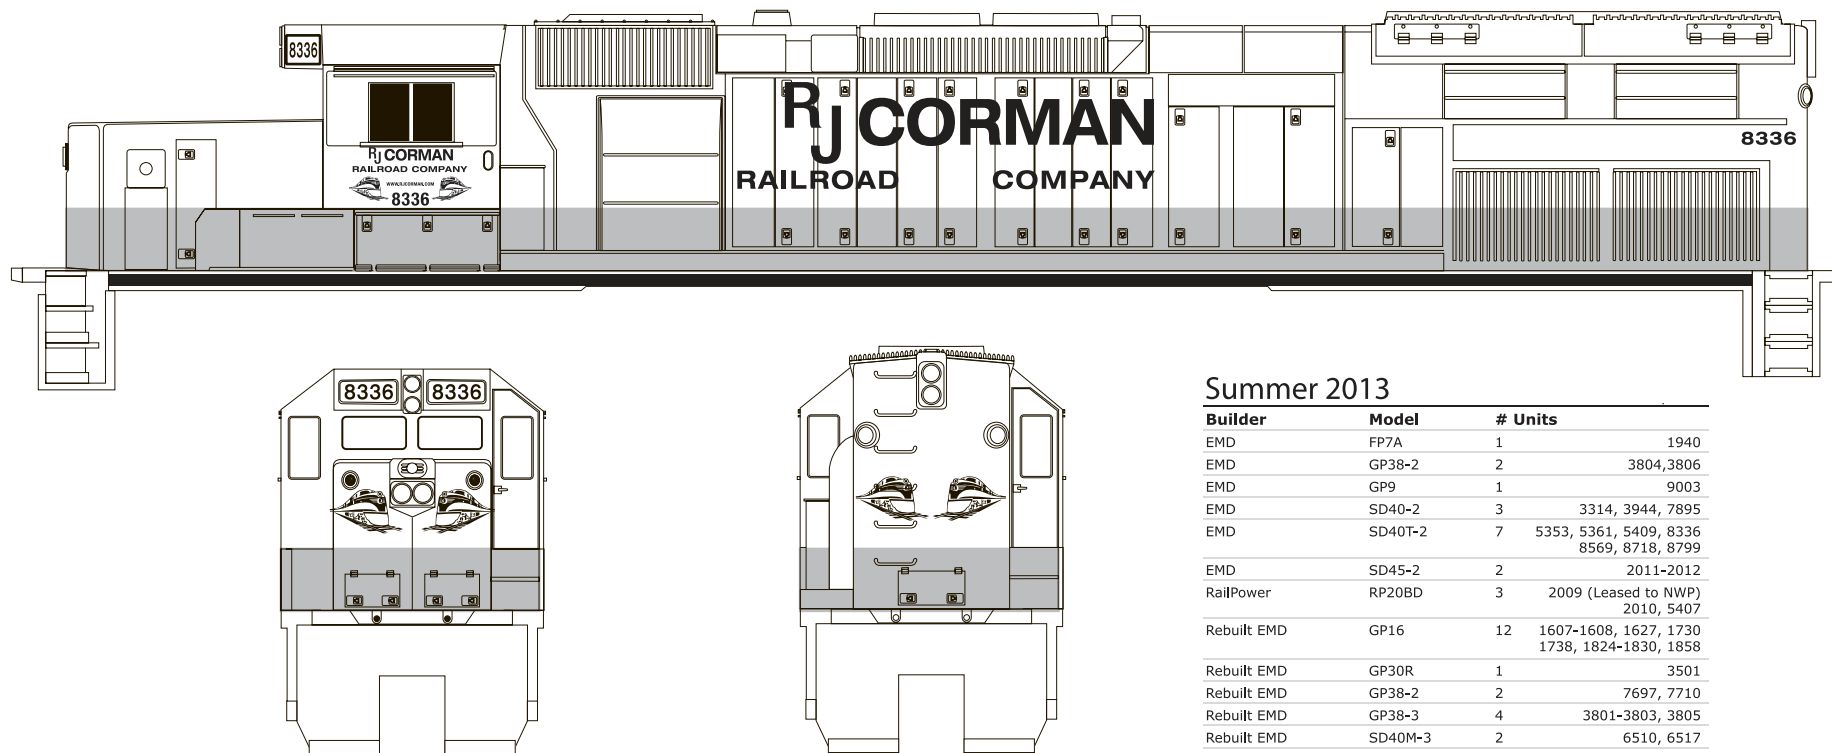 8336
RJ CORMAN
RAILROAD COMPANY
WWW.RJCORMAN.COM
8336
RJ CORMAN
RAILROAD COMPANY
8336
8336 8336
Summer 2013
Builder Model # Units
EMD FP7A 1 1940
EMD GP38-2 2 3804,3806
EMD GP9 1 9003
EMD SD40-2 3 3314, 3944, 7895
EMD SD40T-2 7 5353, 5361, 5409, 8336
8569, 8718, 8799
EMD SD45-2 2 2011-2012
RailPower RP20BD 3 2009 (Leased to NWP)
2010, 5407
Rebuilt EMD GP16 12 1607-1608, 1627, 1730
1738, 1824-1830, 1858
Rebuilt EMD GP30R 1 3501
Rebuilt EMD GP38-2 2 7697, 7710
Rebuilt EMD GP38-3 4 3801-3803, 3805
Rebuilt EMD SD40M-3 2 6510, 6517